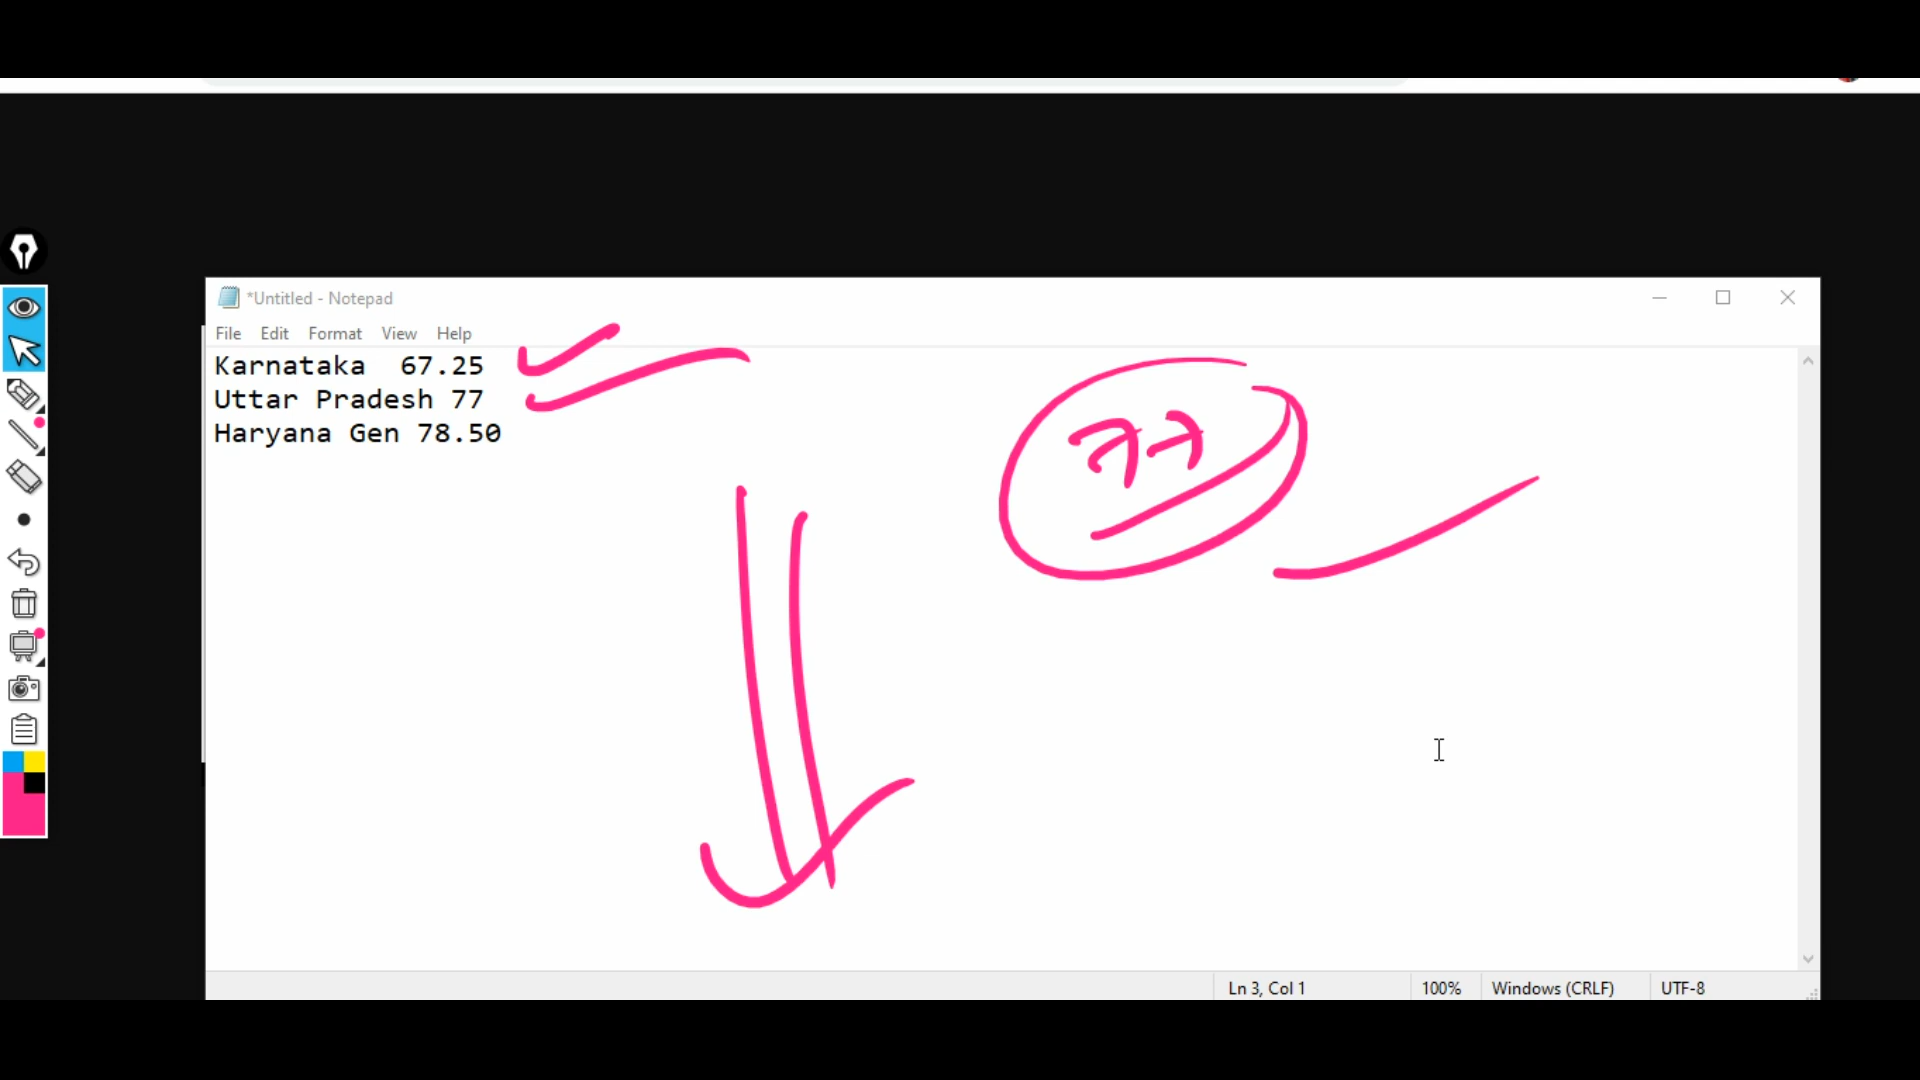 *Untitled - Notepad
File Edit Format View Help
Karnataka 67.25
Uttar Pradesh 77
Haryana Gen 78.50
77
Ln 3, Col 1 100% Windows (CRLF) UTF-8